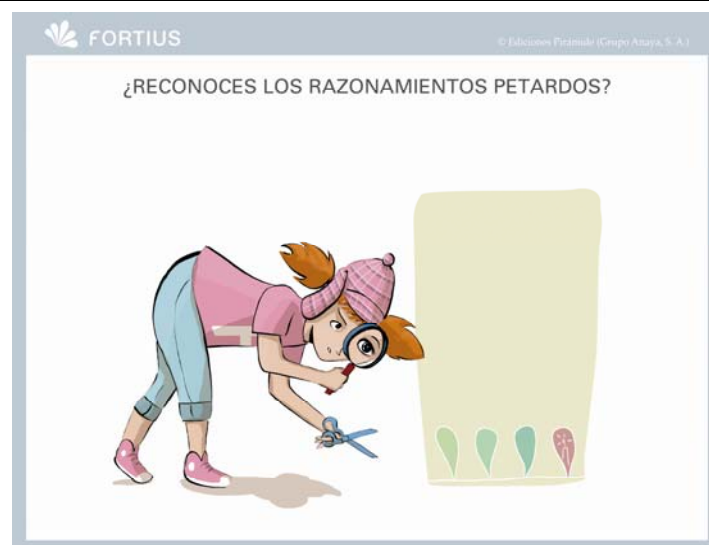 FORTIUS
© Ediciones Pirámide (Grupo Anaya, S. A.)
¿RECONOCES LOS RAZONAMIENTOS PETARDOS?